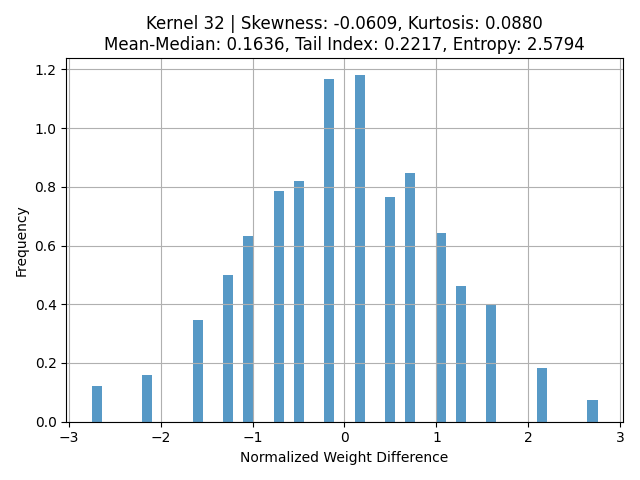 Kernel 32 | Skewness: -0.0609, Kurtosis: 0.0880
Mean-Median: 0.1636, Tail Index: 0.2217, Entropy: 2.5794
Frequency
1.2
1.0
0.8
0.6
0.4
0.2
0.0
−3 −2 −1 0 1 2 3
Normalized Weight Difference